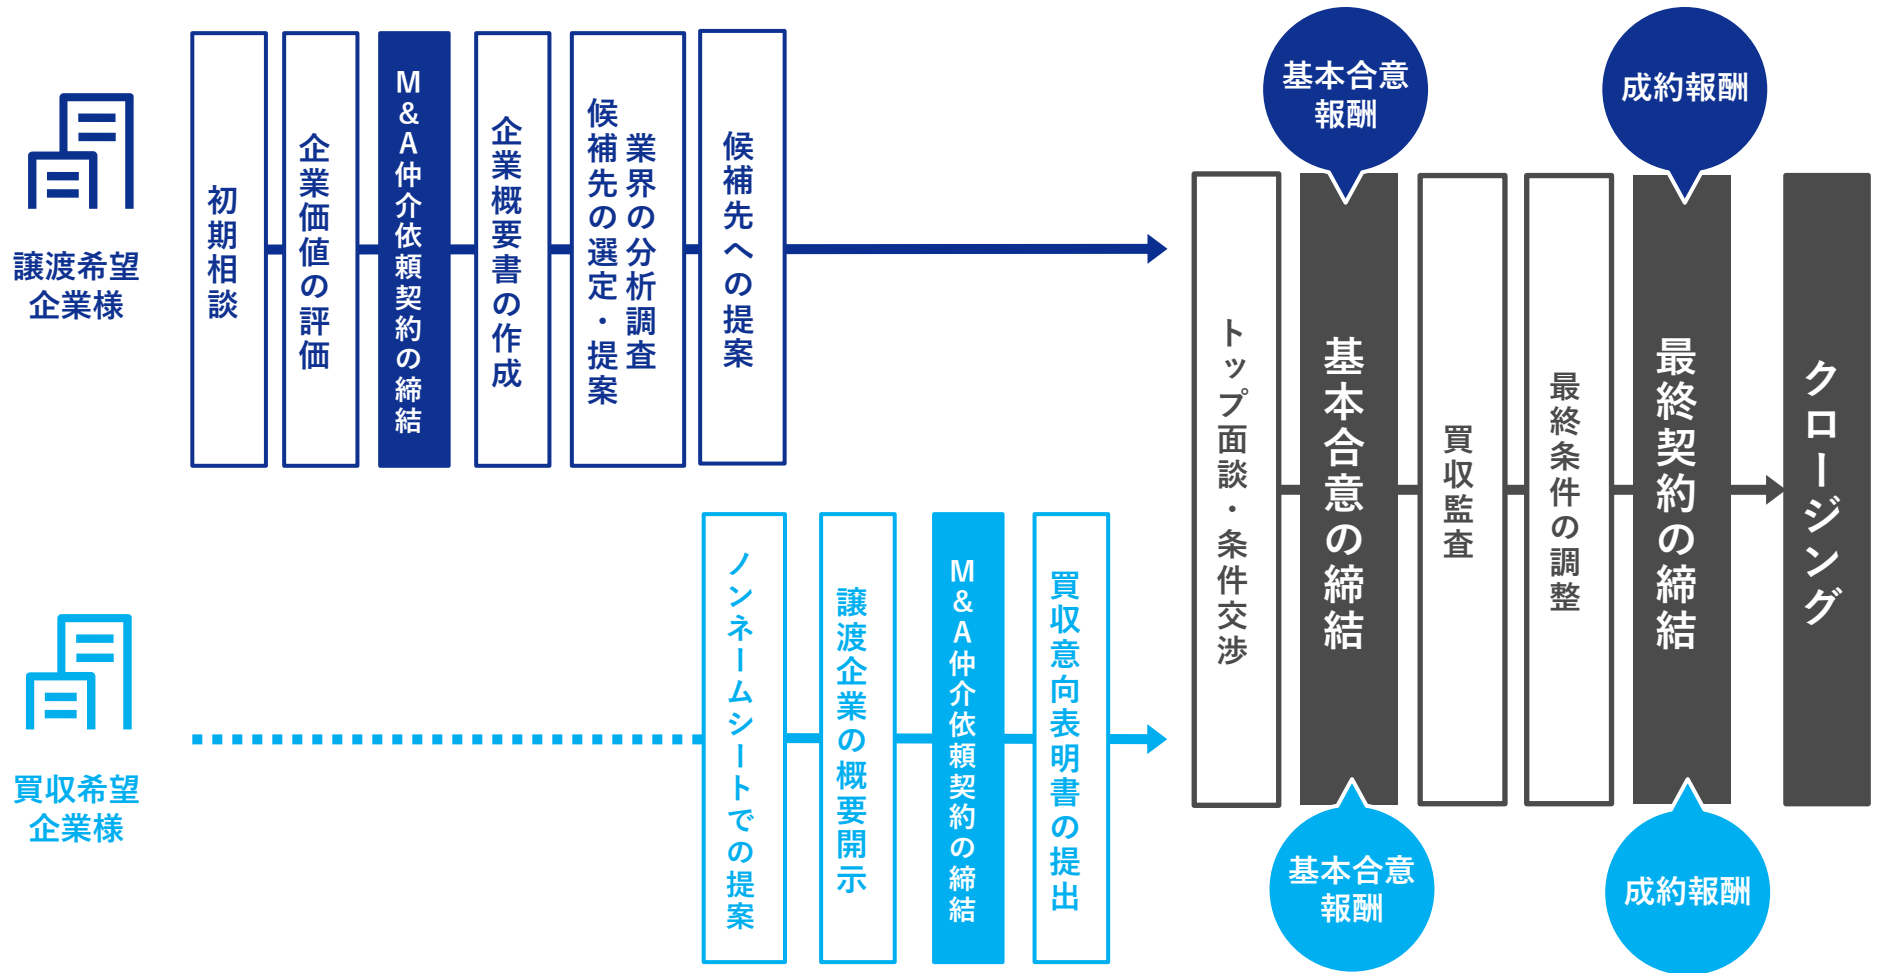 譲渡希望
企業様
初期相談
企業価値の評価
M&A仲介依頼契約の締結
企業概要書の作成
業界の分析調査
候補先の選定・提案
候補先への提案
買収希望
企業様
ノンネームシートでの提案
譲渡企業の概要開示
M&A仲介依頼契約の締結
買収意向表明書の提出
トップ面談・条件交渉
基本合意
報酬
基本合意の締結
基本合意
報酬
買収監査
最終条件の調整
成約報酬
最終契約の締結
成約報酬
クロージング